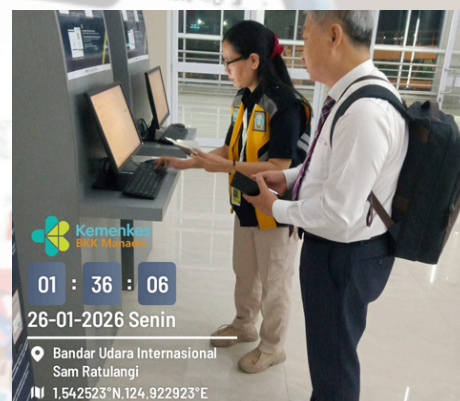 Kemenkes
BKK Manado
01 : 36 : 06
26-01-2026 Senin
Bandar Udara Internasional
Sam Ratulangi
1.542523°N,124.922923°E